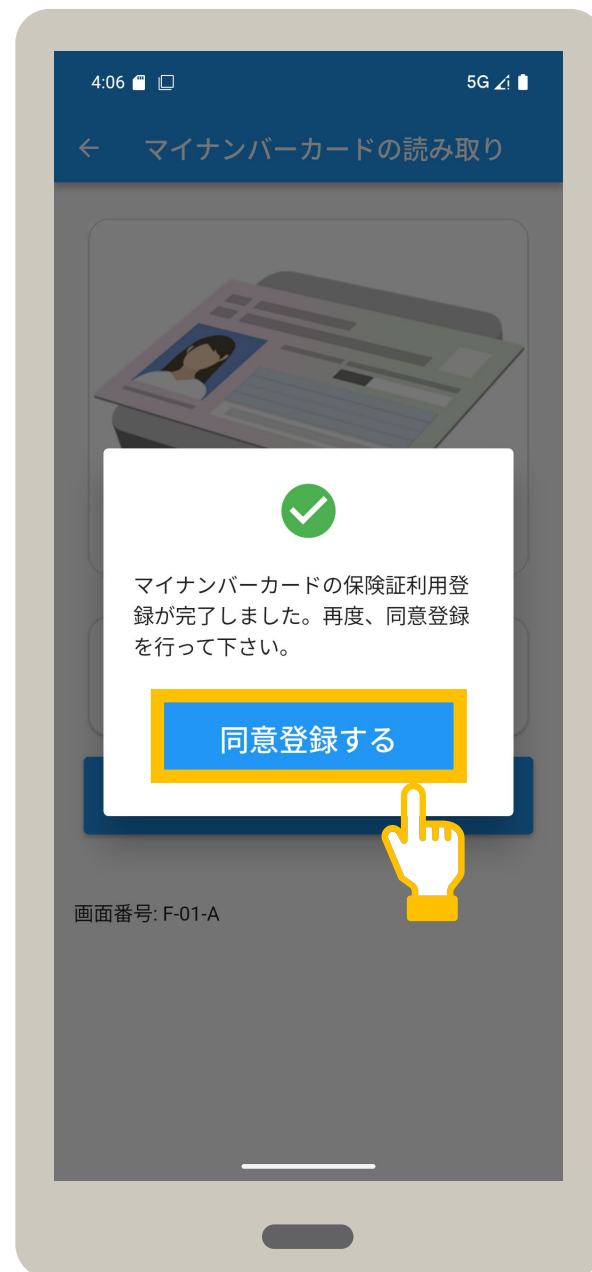 4:06
5G
マイナンバーカードの読み取り
マイナンバーカードの保険証利用登
録が完了しました。再度、同意登録
を行って下さい。
同意登録する
画面番号: F-01-A